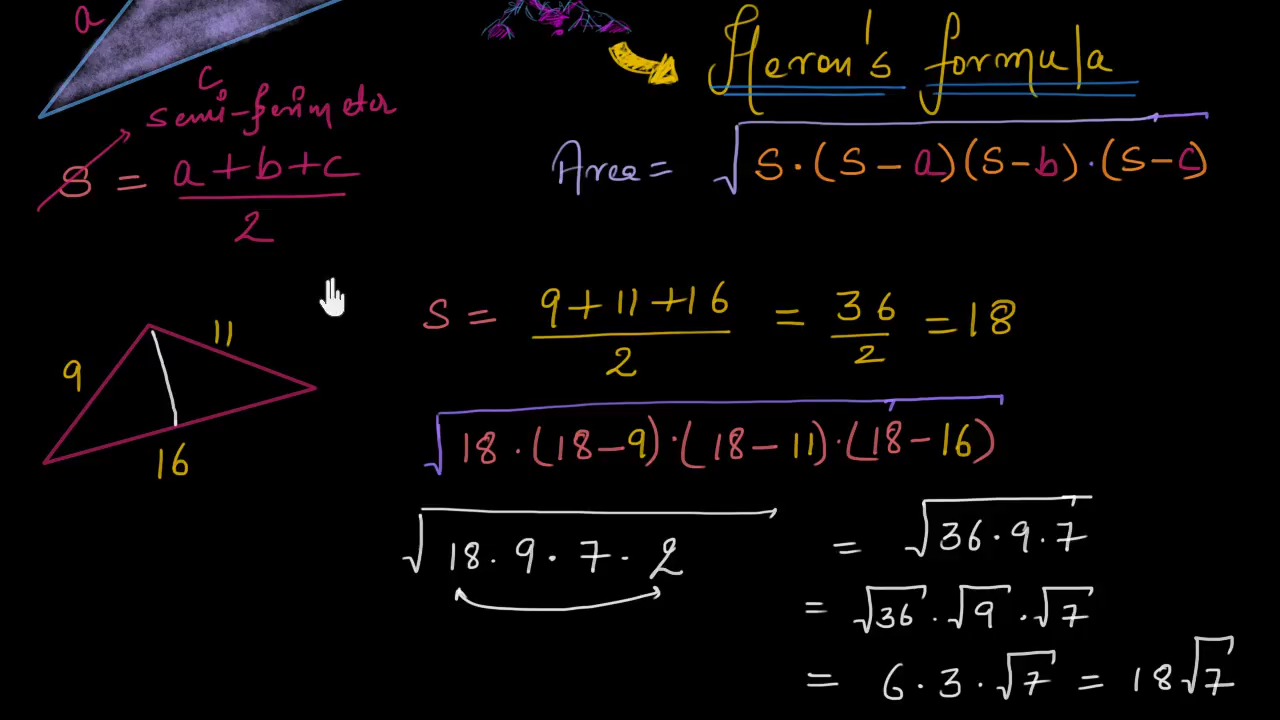 a
c
Heron's formula
semi-perimetor
s = a+b+c / 2
Area = √s·(s-a)(s-b)·(s-c)
9
11
16
s = 9+11+16 / 2 = 36 / 2 = 18
√18·(18-9)·(18-11)·(18-16)
√18·9·7·2
= √36·9·7
= √36·√9·√7
= 6·3·√7 = 18√7